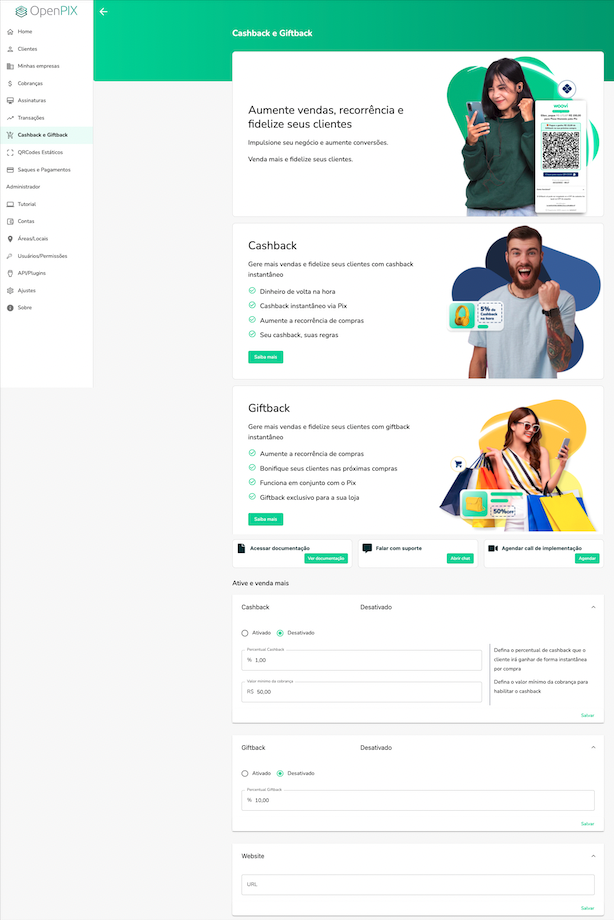 OpenPIX
Home
Clientes
Minhas empresas
Cobranças
Assinaturas
Transações
Cashback e Giftback
QRCodes Estáticos
Saques e Pagamentos
Administrador
Tutorial
Contas
Áreas/Locais
Usuários/Permissões
API/Plugins
Ajustes
Sobre
Cashback e Giftback
Aumente vendas, recorrência e
fidelize seus clientes
Impulsione seu negócio e aumente conversões.
Venda mais e fidelize seus clientes.
WOOVI
Cashback
Gere mais vendas e fidelize seus clientes com cashback
instantâneo
Dinheiro de volta na hora
Cashback instantâneo via Pix
Aumente a recorrência de compras
Seu cashback, suas regras
Saiba mais
5% de
Cashback
na hora
Giftback
Gere mais vendas e fidelize seus clientes com giftback
instantâneo
Aumente a recorrência de compras
Bonifique seus clientes nas próximas compras
Funciona em conjunto com o Pix
Giftback exclusivo para a sua loja
Saiba mais
50%OFF
Acessar documentação
Ver documentação
Falar com suporte
Abrir chat
Agendar call de implementação
Agendar
Ative e venda mais
Cashback
Desativado
Ativado
Desativado
Percentual Cashback
% 1,00
Valor mínimo da cobrança
R$ 50,00
Defina o percentual de cashback que o
cliente irá ganhar de forma instantânea
por compra
Defina o valor mínimo da cobrança para
habilitar o cashback
Salvar
Giftback
Desativado
Ativado
Desativado
Percentual Giftback
% 10,00
Salvar
Website
URL
Salvar